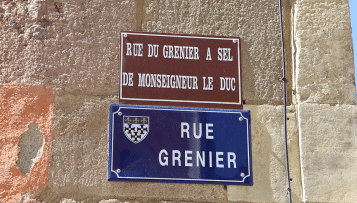 RUE DU GRENIER A SEL
DE MONSEIGNEUR LE DUC
RUE
GRENIER